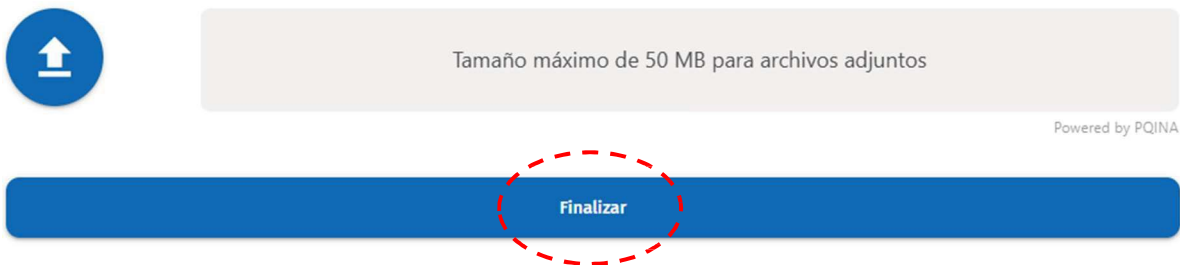 Tamaño máximo de 50 MB para archivos adjuntos
Powered by PQINA
Finalizar